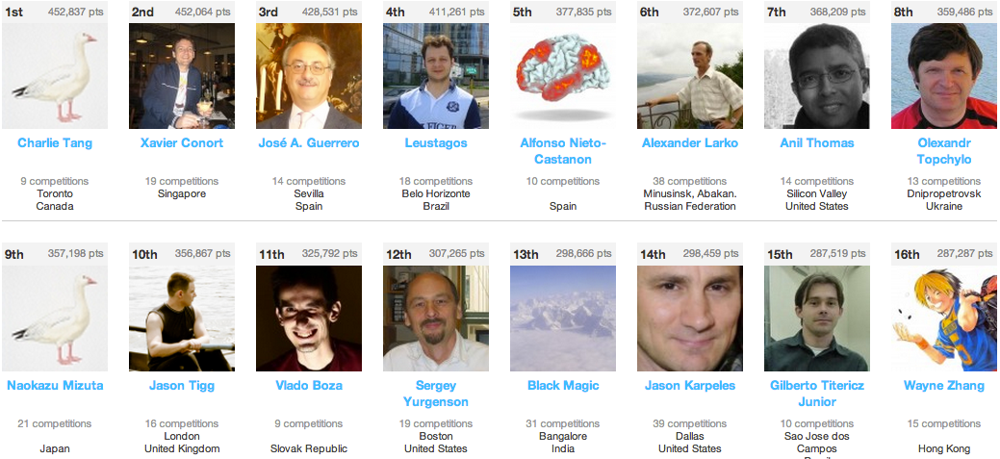 1st 452,837 pts
2nd 452,064 pts
3rd 428,531 pts
4th 411,261 pts
5th 377,835 pts
6th 372,607 pts
7th 368,209 pts
8th 359,486 pts
Charlie Tang
9 competitions
Toronto
Canada
Xavier Conort
19 competitions
Singapore
José A. Guerrero
14 competitions
Sevilla
Spain
Leustagos
18 competitions
Belo Horizonte
Brazil
Alfonso Nieto-
Castanon
10 competitions
Spain
Alexander Larko
38 competitions
Minusinsk, Abakan.
Russian Federation
Anil Thomas
14 competitions
Silicon Valley
United States
Olexandr
Topchylo
13 competitions
Dnipropetrovsk
Ukraine
9th 357,198 pts
10th 356,867 pts
11th 325,792 pts
12th 307,265 pts
13th 298,666 pts
14th 298,459 pts
15th 287,519 pts
16th 287,287 pts
Naokazu Mizuta
21 competitions
Japan
Jason Tigg
16 competitions
London
United Kingdom
Vlado Boza
9 competitions
Slovak Republic
Sergey
Yurgenson
19 competitions
Boston
United States
Black Magic
31 competitions
Bangalore
India
Jason Karpeles
39 competitions
Dallas
United States
Gilberto Titericz
Junior
10 competitions
Sao Jose dos
Campos
Wayne Zhang
15 competitions
Hong Kong